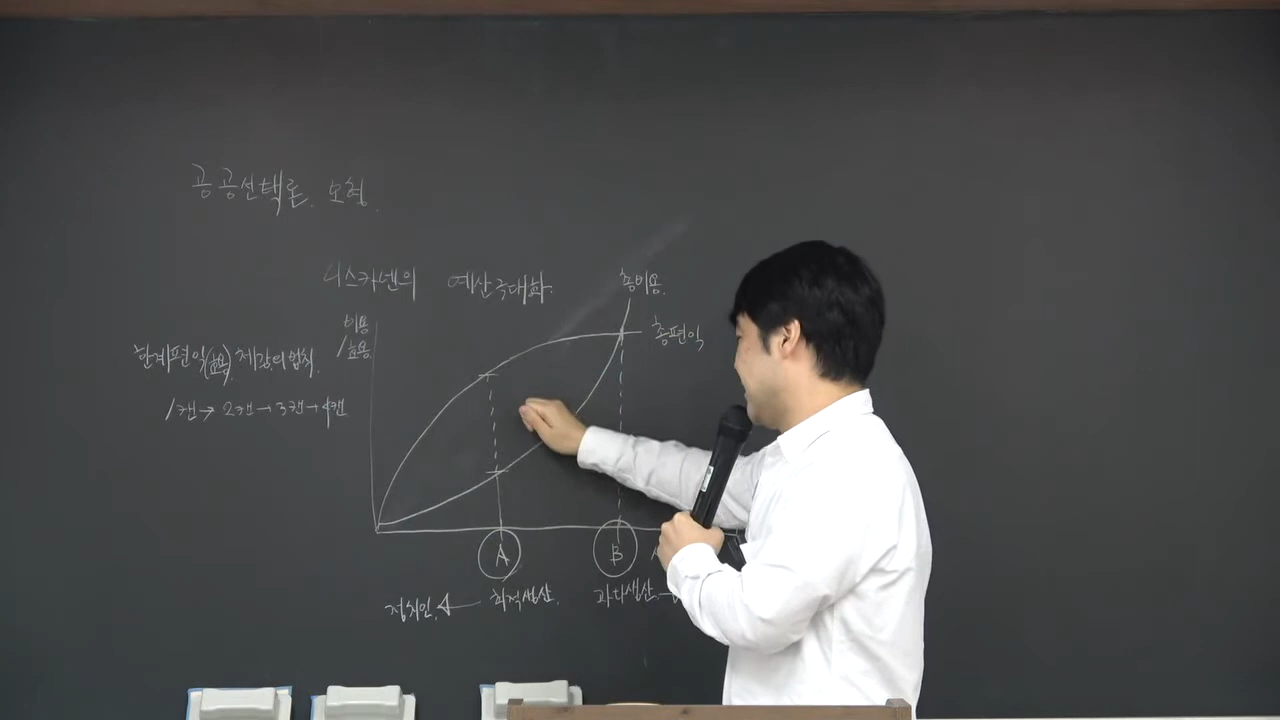 공공선택론 모형.
니스카넨의 예산극대화.
총비용.
총편익
비용
/효용
한계편익(효용) 체감의 법칙.
1캔→2캔→3캔→4캔
A
B
정치인. 최적생산.
과다생산.